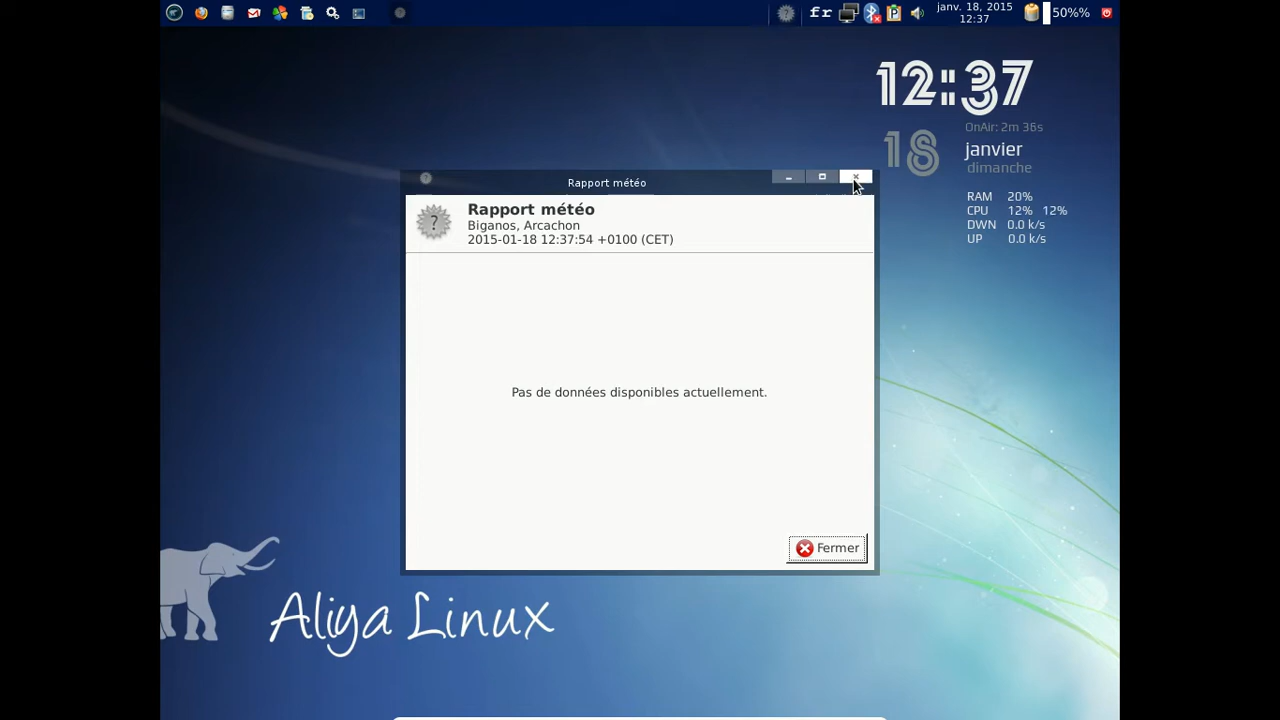 fr
janv. 18, 2015
12:37
50%%
12:37
OnAir: 2m 36s
18
janvier
dimanche
RAM 20%
CPU 12% 12%
DWN 0.0 k/s
UP 0.0 k/s
Rapport météo
Rapport météo
Biganos, Arcachon
2015-01-18 12:37:54 +0100 (CET)
Pas de données disponibles actuellement.
Fermer
Aliya Linux